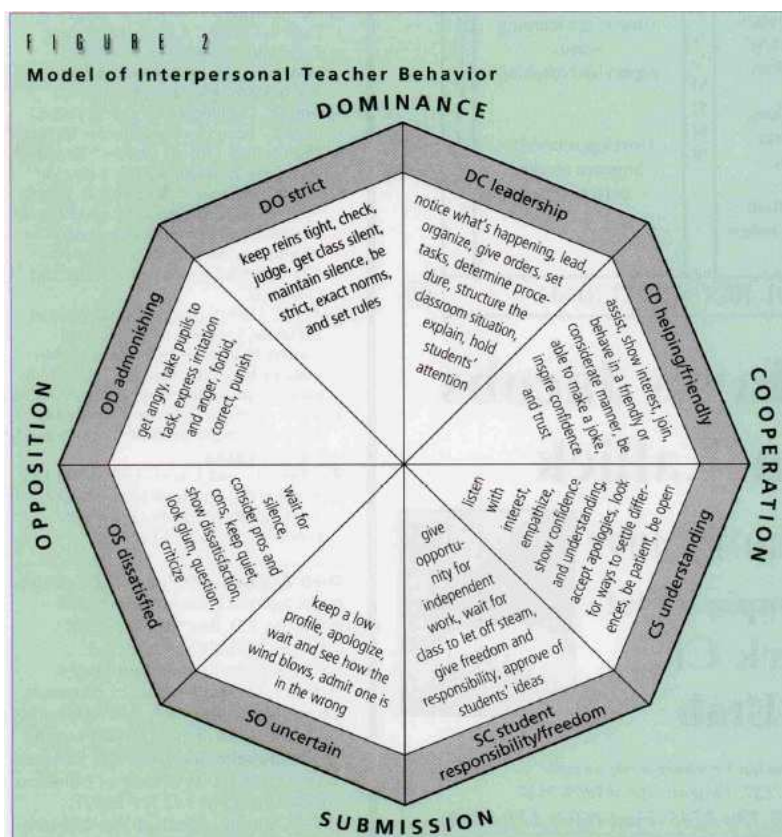 FIGURE 2
Model of Interpersonal Teacher Behavior
DOMINANCE
DO strict
keep reins tight, check,
judge, get class silent,
maintain silence, be
strict, exact norms,
and set rules
DC leadership
notice what's happening, lead,
organize, give orders, set
tasks, determine proce-
dure, structure the
classroom situation,
explain, hold
students'
attention
CD helping/friendly
assist, show interest, join,
behave in a friendly or
considerate manner, be
able to make a joke,
inspire confidence
and trust
COOPERATION
CS understanding
listen
with
interest,
empathize,
show confidence
and understanding,
accept apologies, look
for ways to settle differ-
ences, be patient, be open
SC student
responsibility/freedom
give
opportu-
nity for
independent
work, wait for
class to let off steam,
give freedom and
responsibility, approve of
students' ideas
SUBMISSION
SO uncertain
keep a low
profile, apologize,
wait and see how the
wind blows, admit one is
in the wrong
OS dissatisfied
wait for
silence,
consider pros and
cons, keep quiet,
show dissatisfaction,
look glum, question,
criticize
OPPOSITION
OD admonishing
get angry, take pupils to
task, express irritation
and anger, forbid,
correct, punish